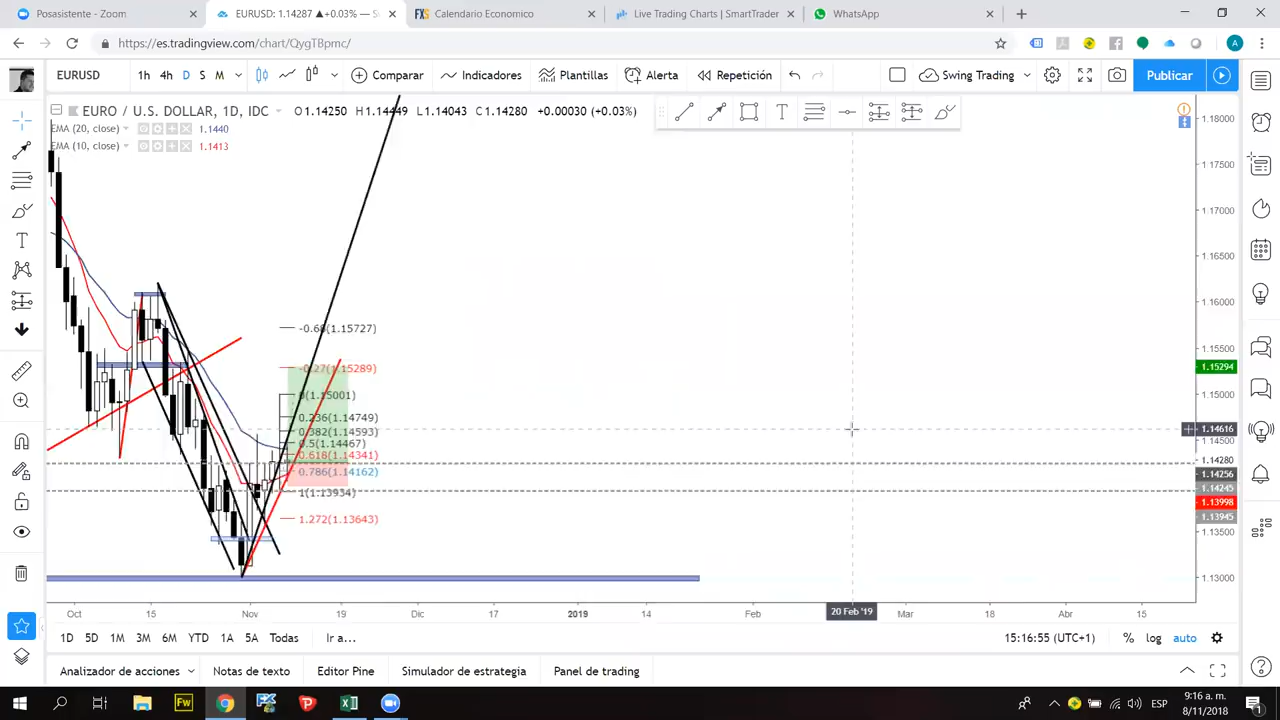 Posasistente - Zoom
EURUSD: 1.14287 ▲+0.03% — S
Calendario Economico
Live Trading Charts | SmartTrader
WhatsApp
https://es.tradingview.com/chart/QygTBpmc/
EURUSD
1h 4h D S M
Comparar
Indicadores
Plantillas
Alerta
Repetición
Swing Trading
Publicar
EURO / U.S. DOLLAR, 1D, IDC
O1.14250 H1.14449 L1.14043 C1.14280 +0.00030 (+0.03%)
EMA (20, close) 1.1440
EMA (10, close) 1.1413
T
T
1.18000
1.17500
1.17000
1.16500
1.16000
1.15500
1.15294
1.15000
1.14616
1.14500
1.14280
1.14256
1.14245
1.13998
1.13945
1.13500
1.13000
-0.68(1.15727)
-0.27(1.15289)
0(1.15001)
0.236(1.14749)
0.382(1.14593)
0.5(1.14467)
0.618(1.14341)
0.786(1.14162)
1(1.13934)
1.272(1.13643)
Oct 15 Nov 19 Dic 17 2019 14 Feb 20 Feb '19 Mar 18 Abr 15
1D 5D 1M 3M 6M YTD 1A 5A Todas Ir a...
15:16:55 (UTC+1) % log auto
Analizador de acciones
Notas de texto
Editor Pine
Simulador de estrategia
Panel de trading
Fw
ESP
9:16 a. m.
8/11/2018